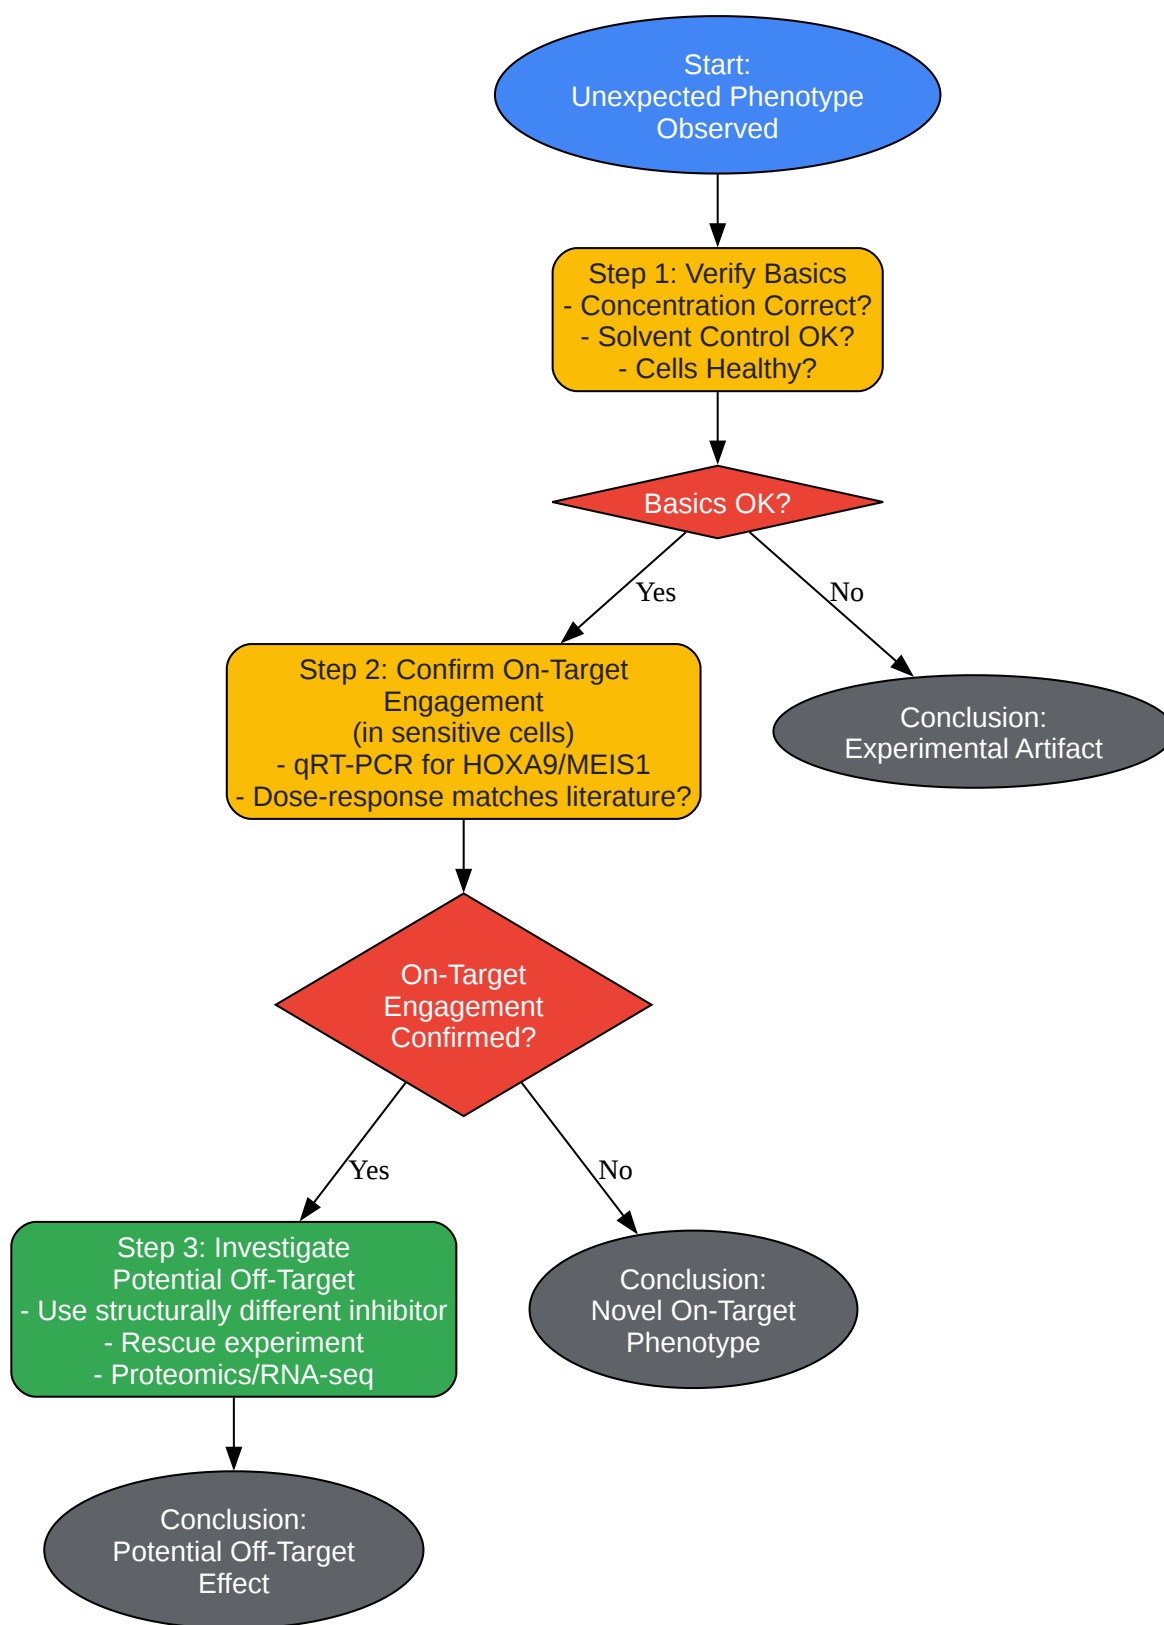 Start:
Unexpected Phenotype
Observed
Step 1: Verify Basics
- Concentration Correct?
- Solvent Control OK?
- Cells Healthy?
Basics OK?
Yes
No
Step 2: Confirm On-Target
Engagement
(in sensitive cells)
- qRT-PCR for HOXA9/MEIS1
- Dose-response matches literature?
Conclusion:
Experimental Artifact
On-Target
Engagement
Confirmed?
Yes
No
Step 3: Investigate
Potential Off-Target
- Use structurally different inhibitor
- Rescue experiment
- Proteomics/RNA-seq
Conclusion:
Novel On-Target
Phenotype
Conclusion:
Potential Off-Target
Effect